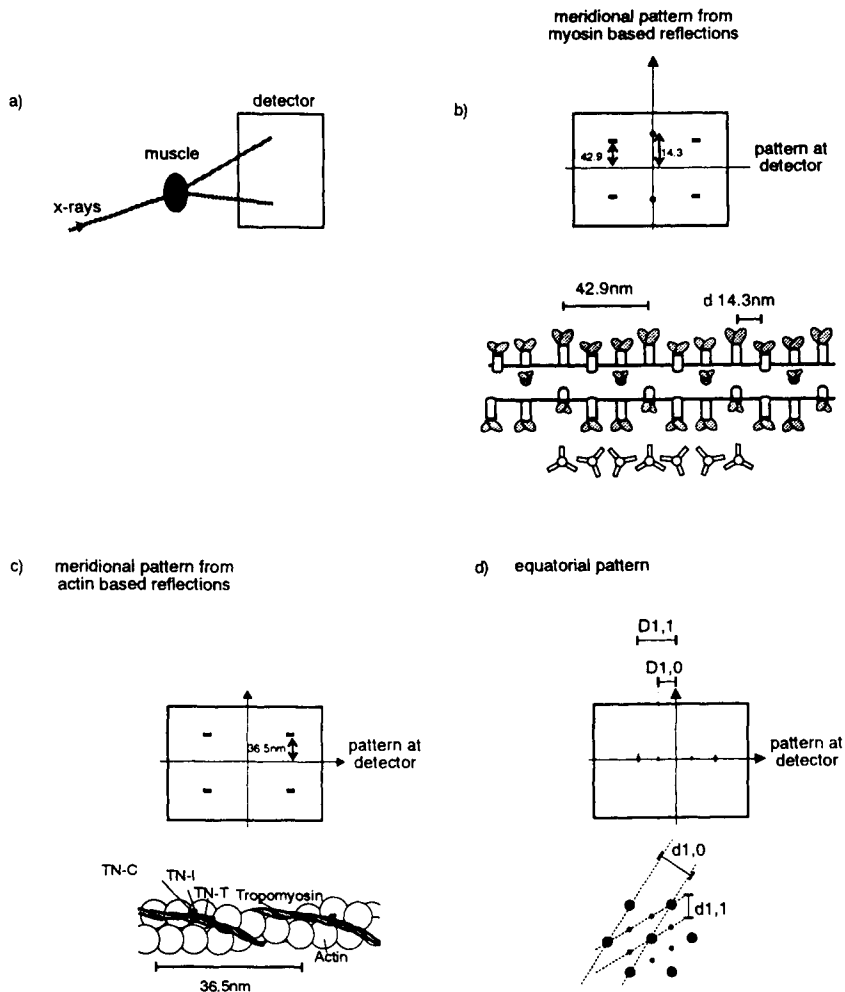 a)
detector
muscle
x-rays
meridional pattern from
myosin based reflections
b)
42.9
14.3
pattern at
detector
42.9nm
d 14.3nm
c)
meridional pattern from
actin based reflections
36.5nm
pattern at
detector
TN-C
TN-I
TN-T
Tropomyosin
Actin
36.5nm
d)
equatorial pattern
D1,1
D1,0
pattern at
detector
d1,0
d1,1